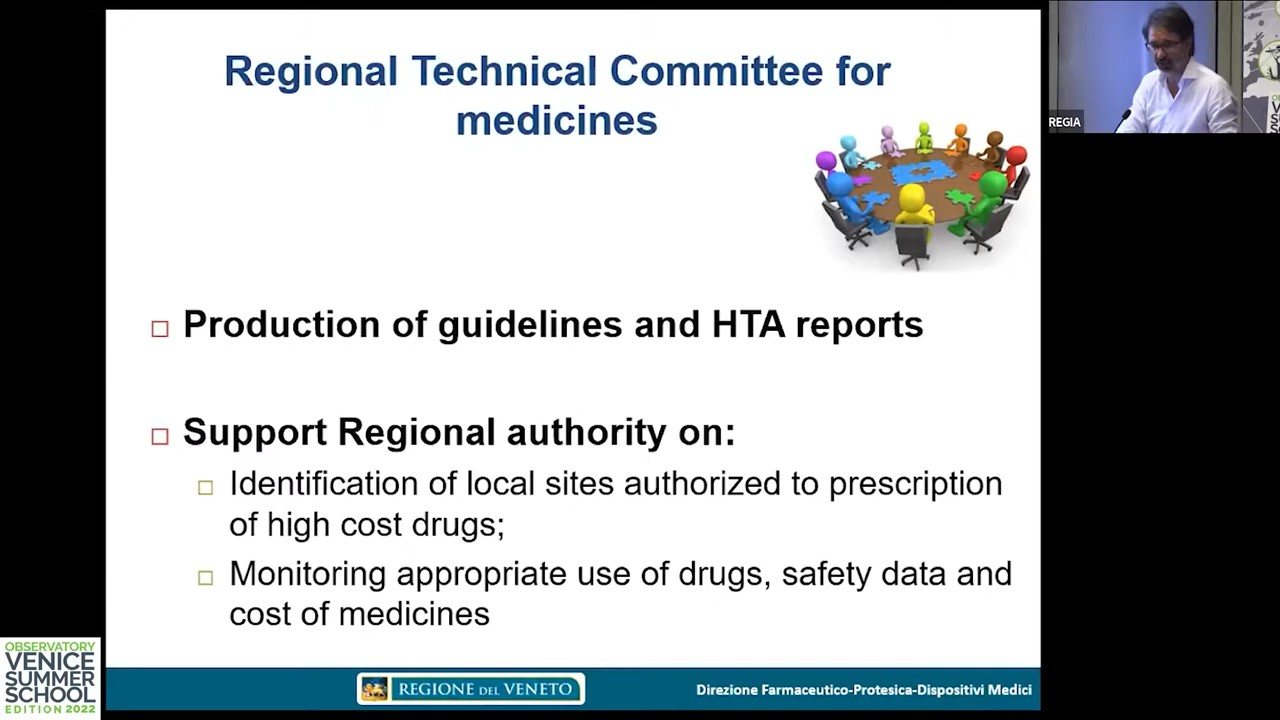 Regional Technical Committee for
medicines
REGIA
Production of guidelines and HTA reports
Support Regional authority on:
Identification of local sites authorized to prescription
of high cost drugs;
Monitoring appropriate use of drugs, safety data and
cost of medicines
OBSERVATORY
VENICE
SUMMER
SCHOOL
EDITION 2022
REGIONE DEL VENETO
Direzione Farmaceutico-Protesica-Dispositivi Medici